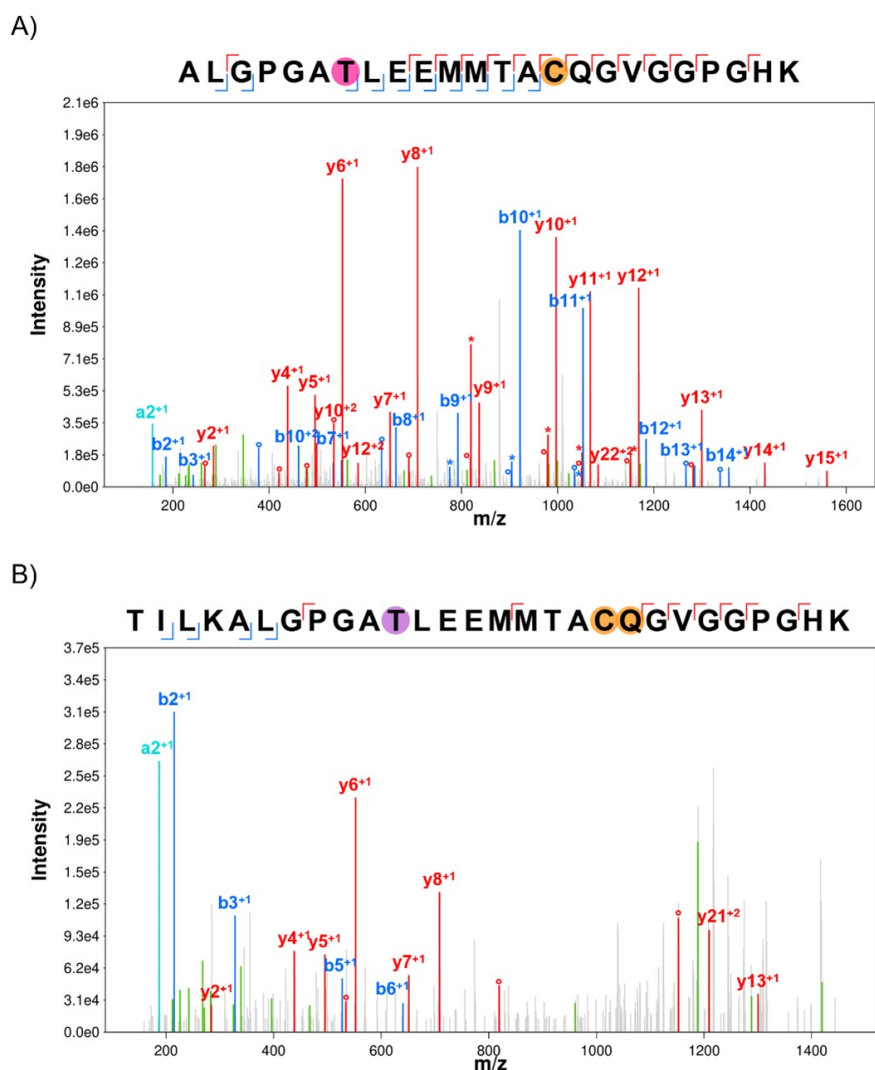 A)
ALGPGATLEEMMTACQGVGGPGHK
2.1e6
1.9e6
1.8e6
1.6e6
1.4e6
1.2e6
1.1e6
8.9e5
7.1e5
5.3e5
3.5e5
1.8e5
0.0e0
Intensity
a2+1
b2+1
b3+1
y2+1
y4+1
b10+2
y5+1
b7+1
y10+2
y6+1
y12+2
y7+1
b8+1
y8+1
b9+1
y9+1
b10+1
y10+1
b11+1
y11+1
y22+2
y12+1
b12+1
b13+1
y13+1
b14+1
y14+1
y15+1
200 400 600 800 1000 1200 1400 1600
m/z
B)
TILKALGPGATLEEMMTACQGVGGPGHK
3.7e5
3.4e5
3.1e5
2.8e5
2.5e5
2.2e5
1.9e5
1.5e5
1.2e5
9.3e4
6.2e4
3.1e4
0.0e0
Intensity
a2+1
b2+1
y2+1
b3+1
y4+1
y5+1
b5+1
y6+1
b6+1
y7+1
y8+1
y21+2
y13+1
200 400 600 800 1000 1200 1400
m/z